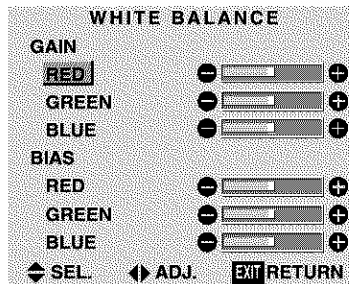 WHITE BALANCE
GAIN
RED
GREEN
BLUE
BIAS
RED
GREEN
BLUE
SEL. ADJ. EXIT RETURN